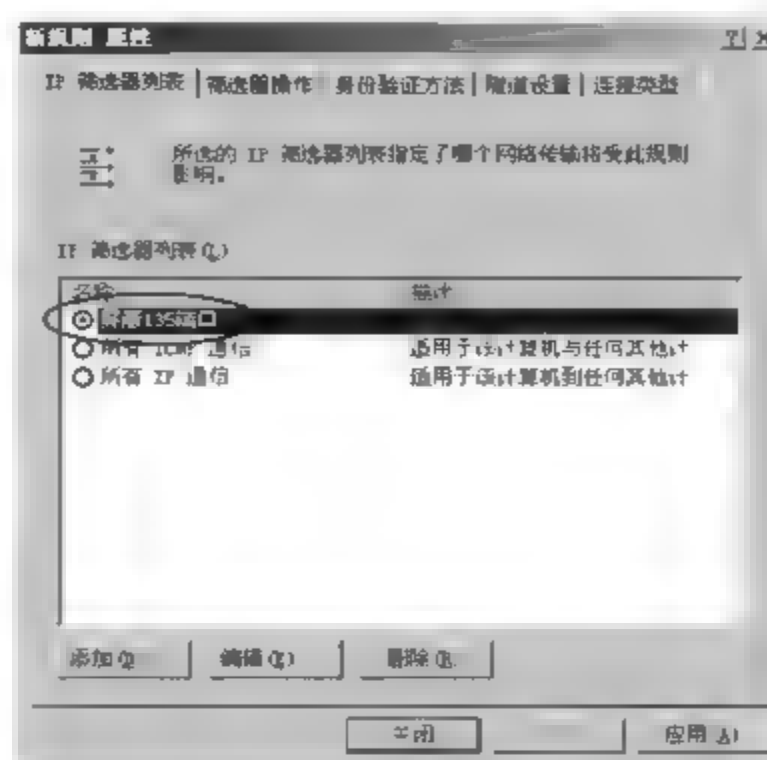 新规则 属性
IP 筛选器列表 筛选器操作 身份验证方法 隧道设置 连接类型
所选的 IP 筛选器列表指定了哪个网络传输将受此规则
影响。
IP 筛选器列表(L)
名称 描述
屏蔽135端口
所有 ICMP 通信 适用于该计算机与任何其他计
所有 IP 通信 适用于该计算机到任何其他计
添加 编辑(E) 删除(R
关闭 应用 A)